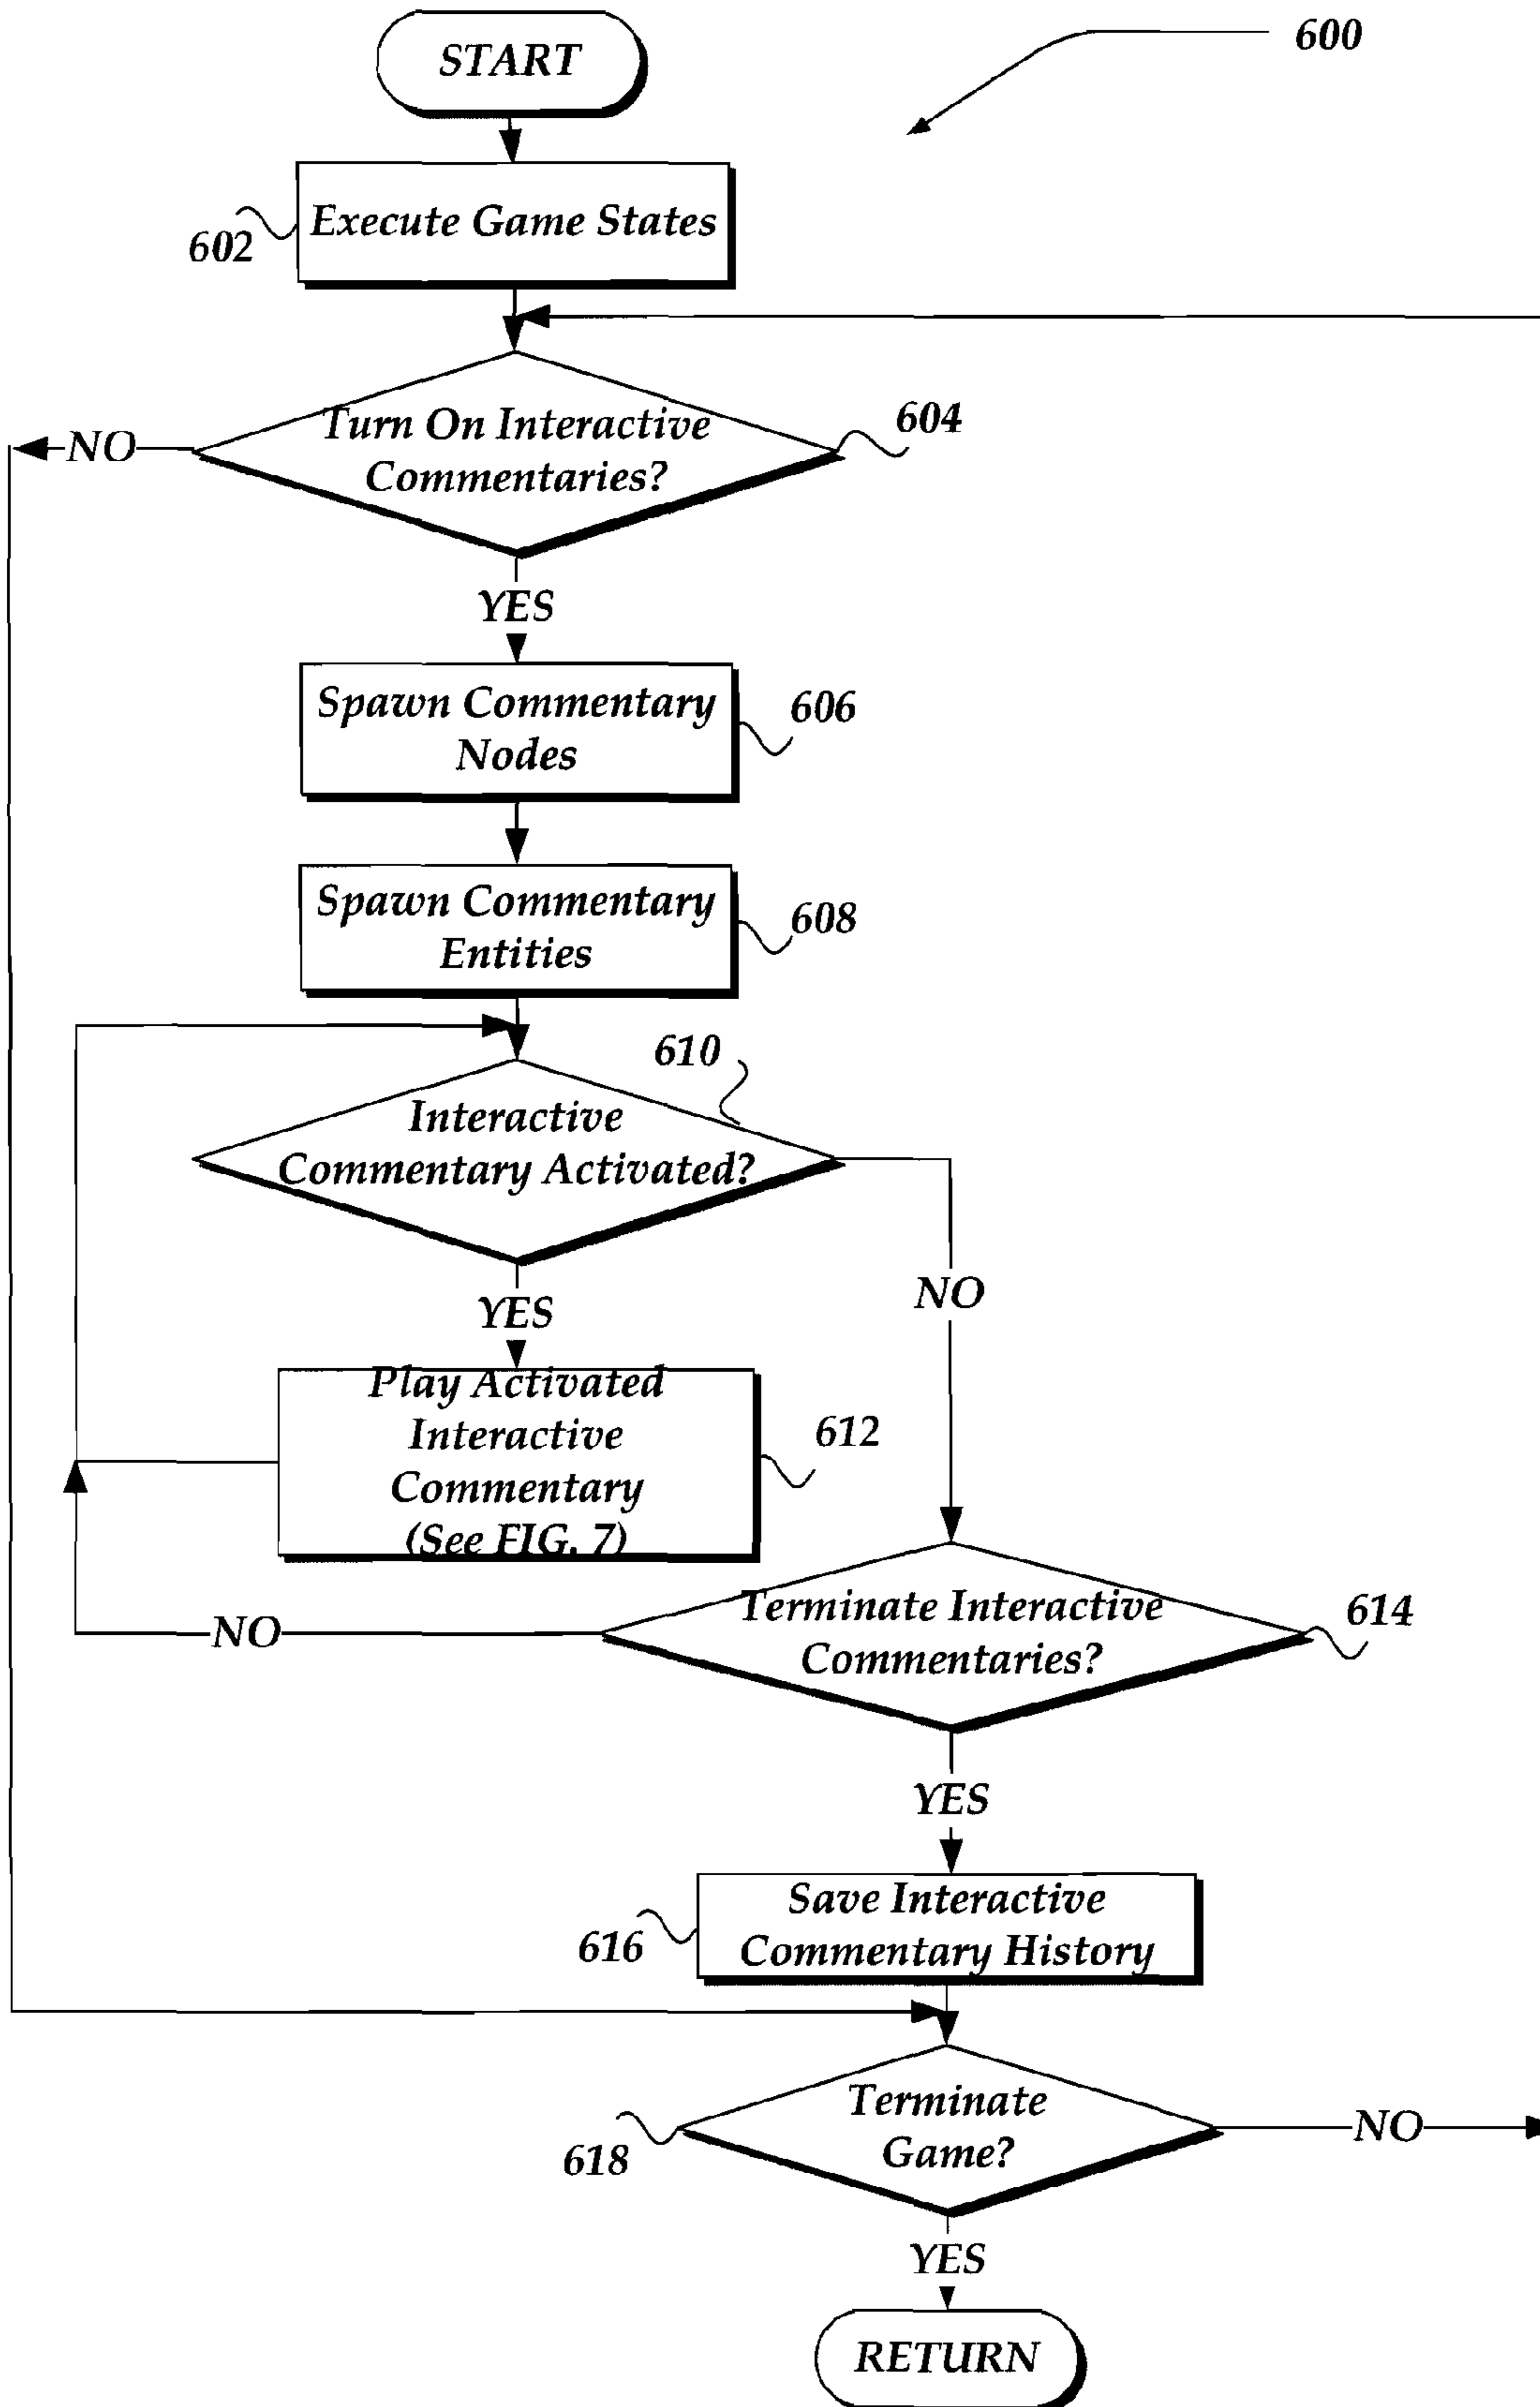 START
600
Execute Game States
602
Turn On Interactive
Commentaries?
604
NO
YES
Spawn Commentary
Nodes
606
Spawn Commentary
Entities
608
610
Interactive
Commentary Activated?
YES
NO
Play Activated
Interactive
Commentary
(See FIG. 7)
612
Terminate Interactive
Commentaries?
614
NO
YES
Save Interactive
Commentary History
616
Terminate
Game?
618
NO
YES
RETURN